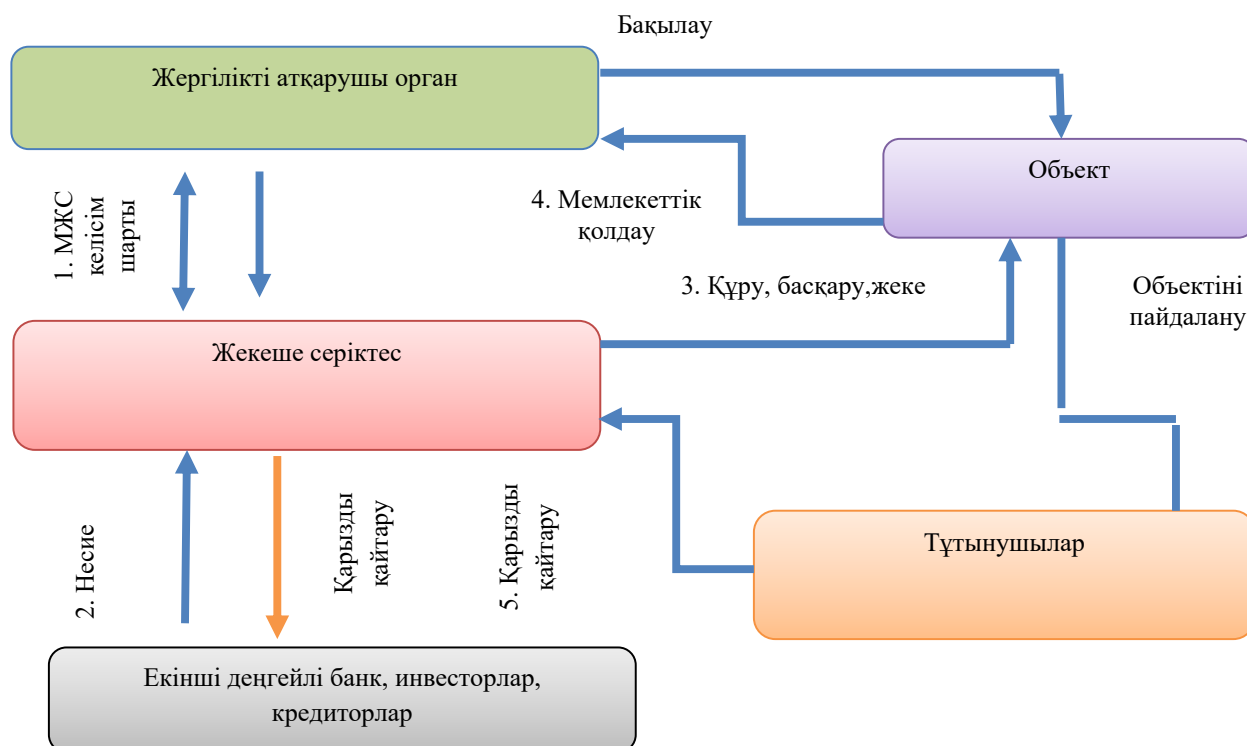 Бақылау
Жергілікті атқарушы орган
Объект
1. МЖС
келісім
шарты
4. Мемлекеттік
қолдау
3. Құру, басқару,жеке
Объектіні
пайдалану
Жекеше серіктес
2. Несие
Қарызды
қайтару
5. Қарызды
қайтару
Тұтынушылар
Екінші деңгейлі банк, инвесторлар,
кредиторлар